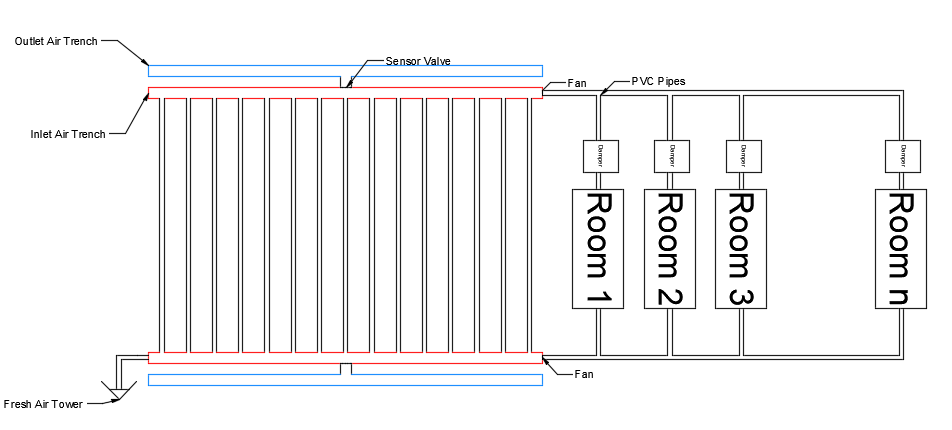 Outlet Air Trench
Sensor Valve
Fan
PVC Pipes
Inlet Air Trench
Damper
Damper
Damper
Damper
Room 1
Room 2
Room 3
Room n
Fan
Fresh Air Tower